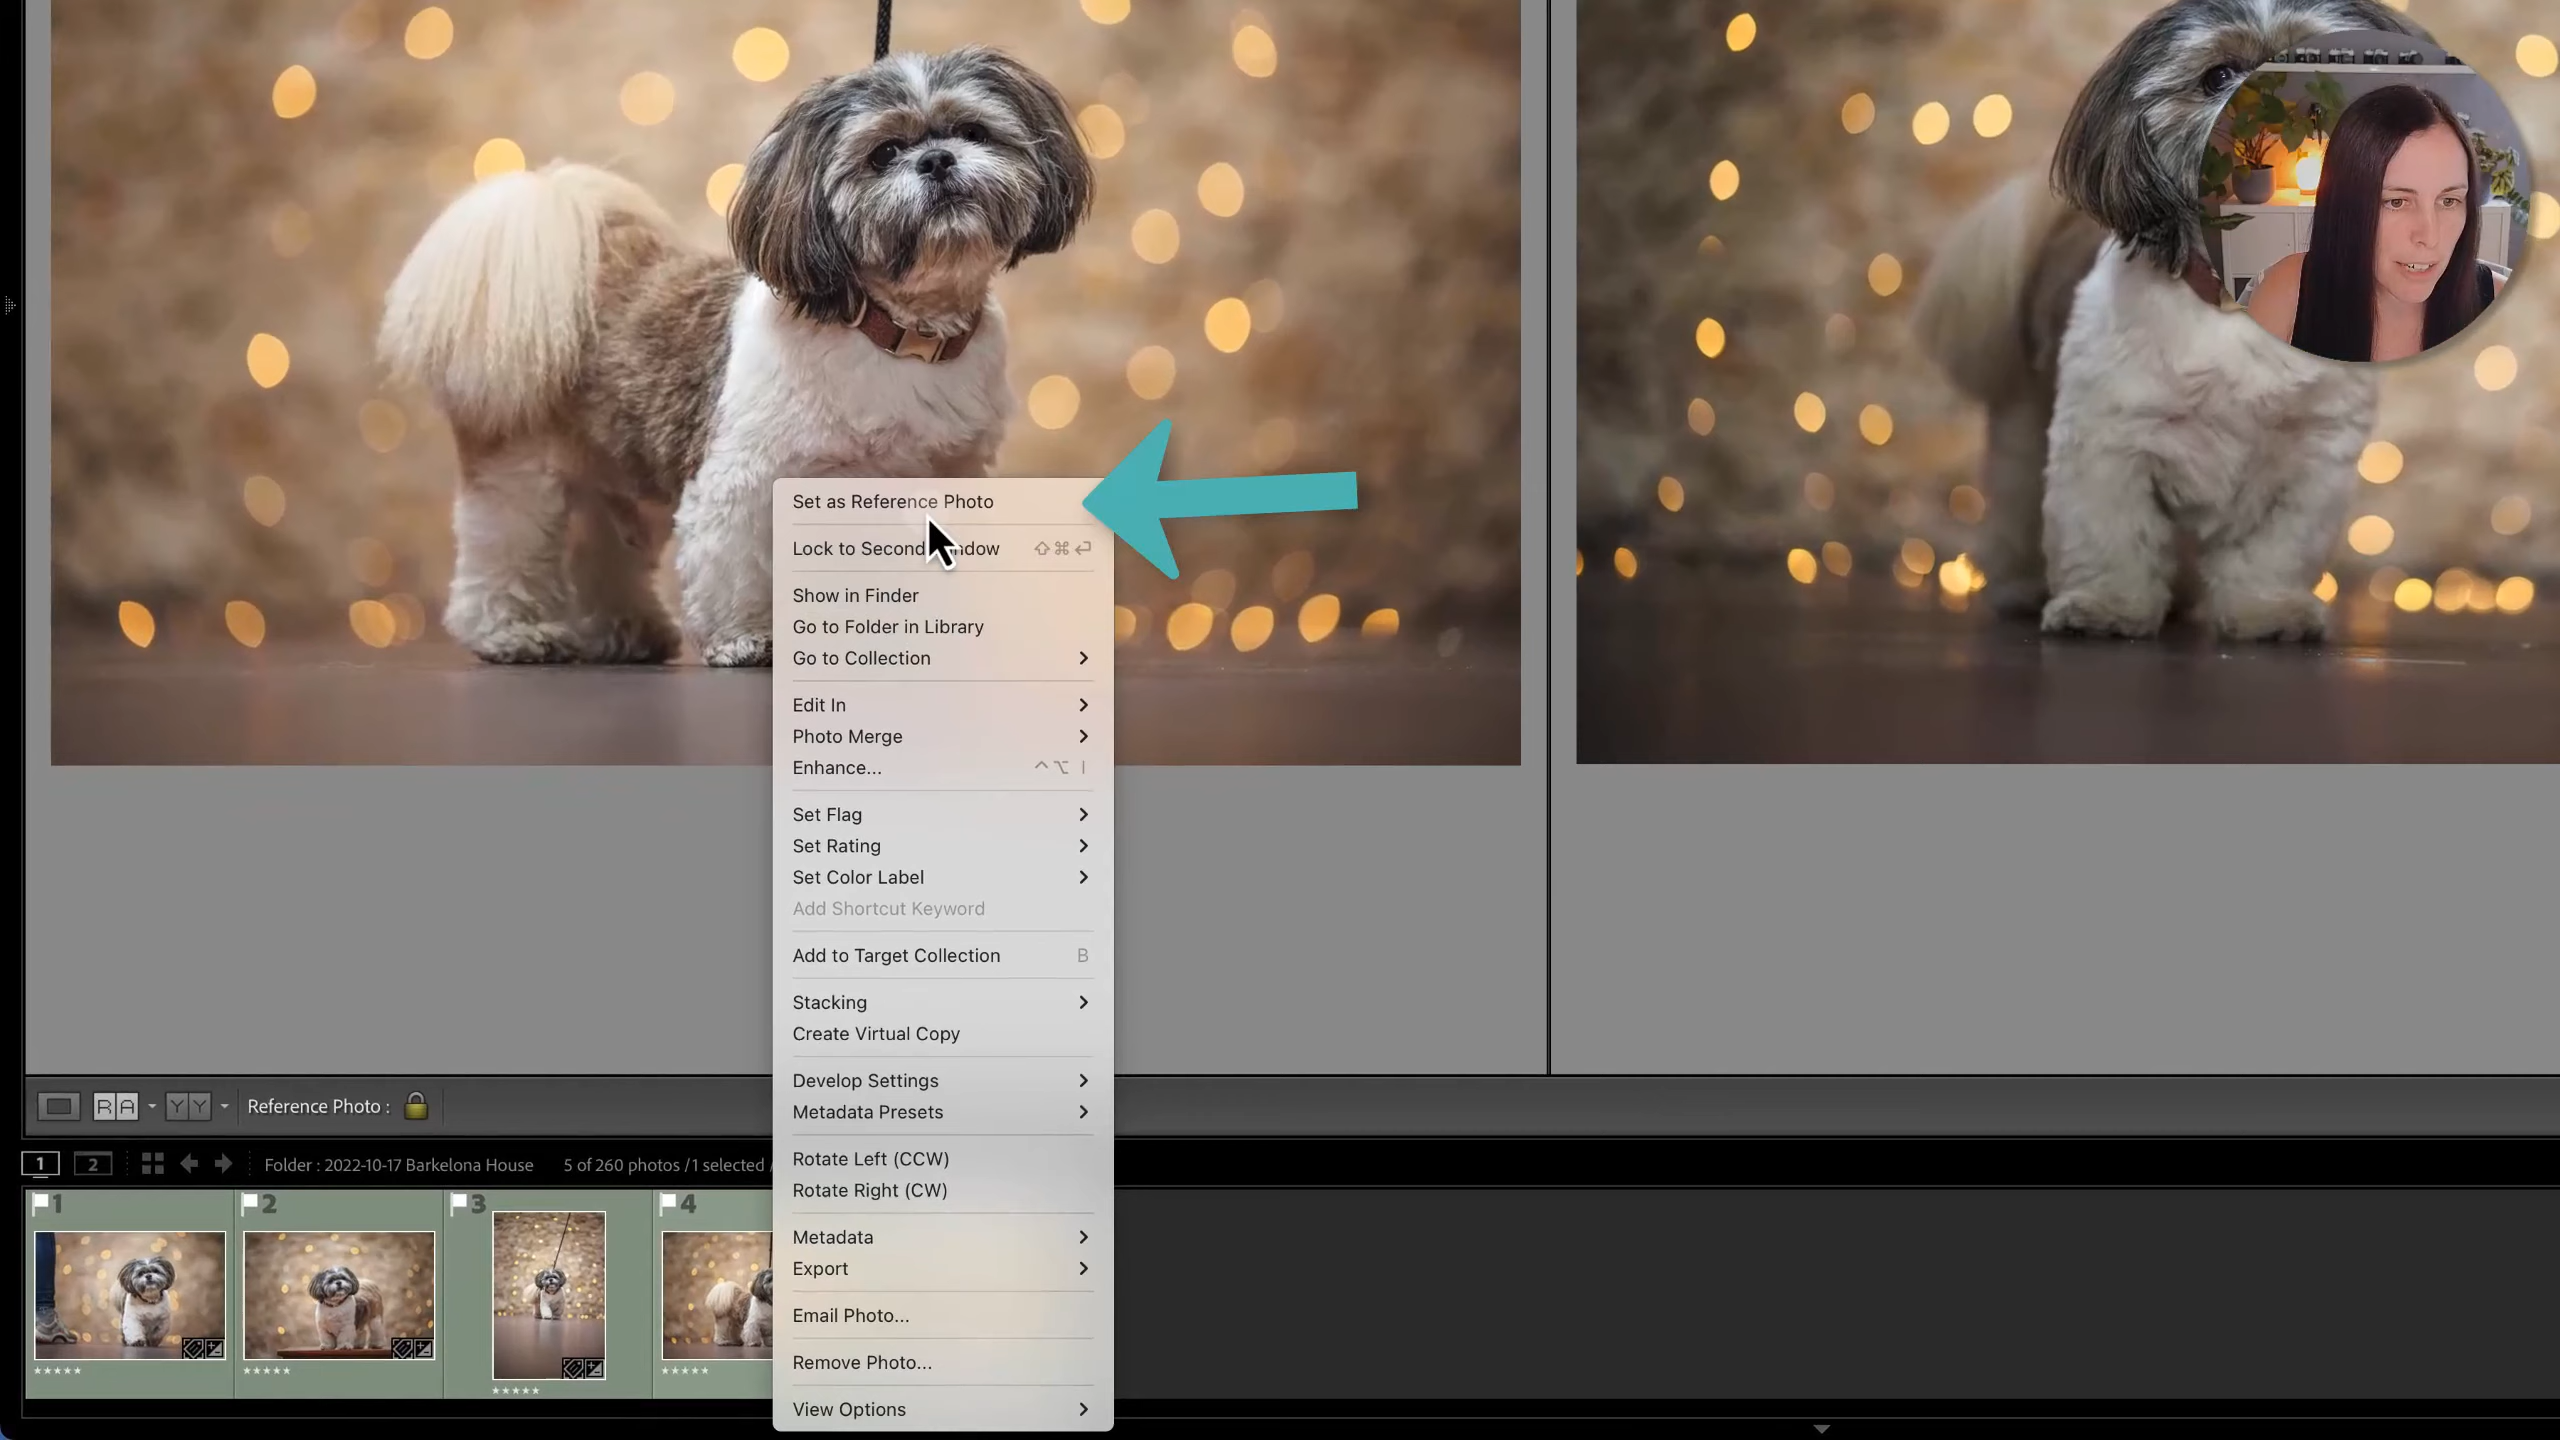 Set as Reference Photo
Lock to Second ndow ⇧⌘↩
Show in Finder
Go to Folder in Library
Go to Collection
Edit In
Photo Merge
Enhance... ^⌥ I
Set Flag
Set Rating
Set Color Label
Add Shortcut Keyword
Add to Target Collection B
Stacking
Create Virtual Copy
Develop Settings
Metadata Presets
Rotate Left (CCW)
Rotate Right (CW)
Metadata
Export
Email Photo...
Remove Photo...
View Options
R A Y Y Reference Photo :
1 2 Folder : 2022-10-17 Barkelona House 5 of 260 photos / 1 selected /
1 2 3 4